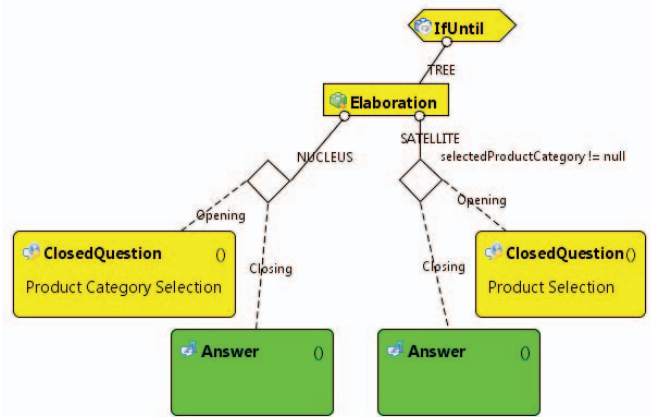 IfUntil
TREE
Elaboration
NUCLEUS
SATELLITE
selectedProductCategory != null
Opening
Opening
ClosedQuestion ()
Product Category Selection
Closing
Closing
ClosedQuestion ()
Product Selection
Answer ()
Answer ()